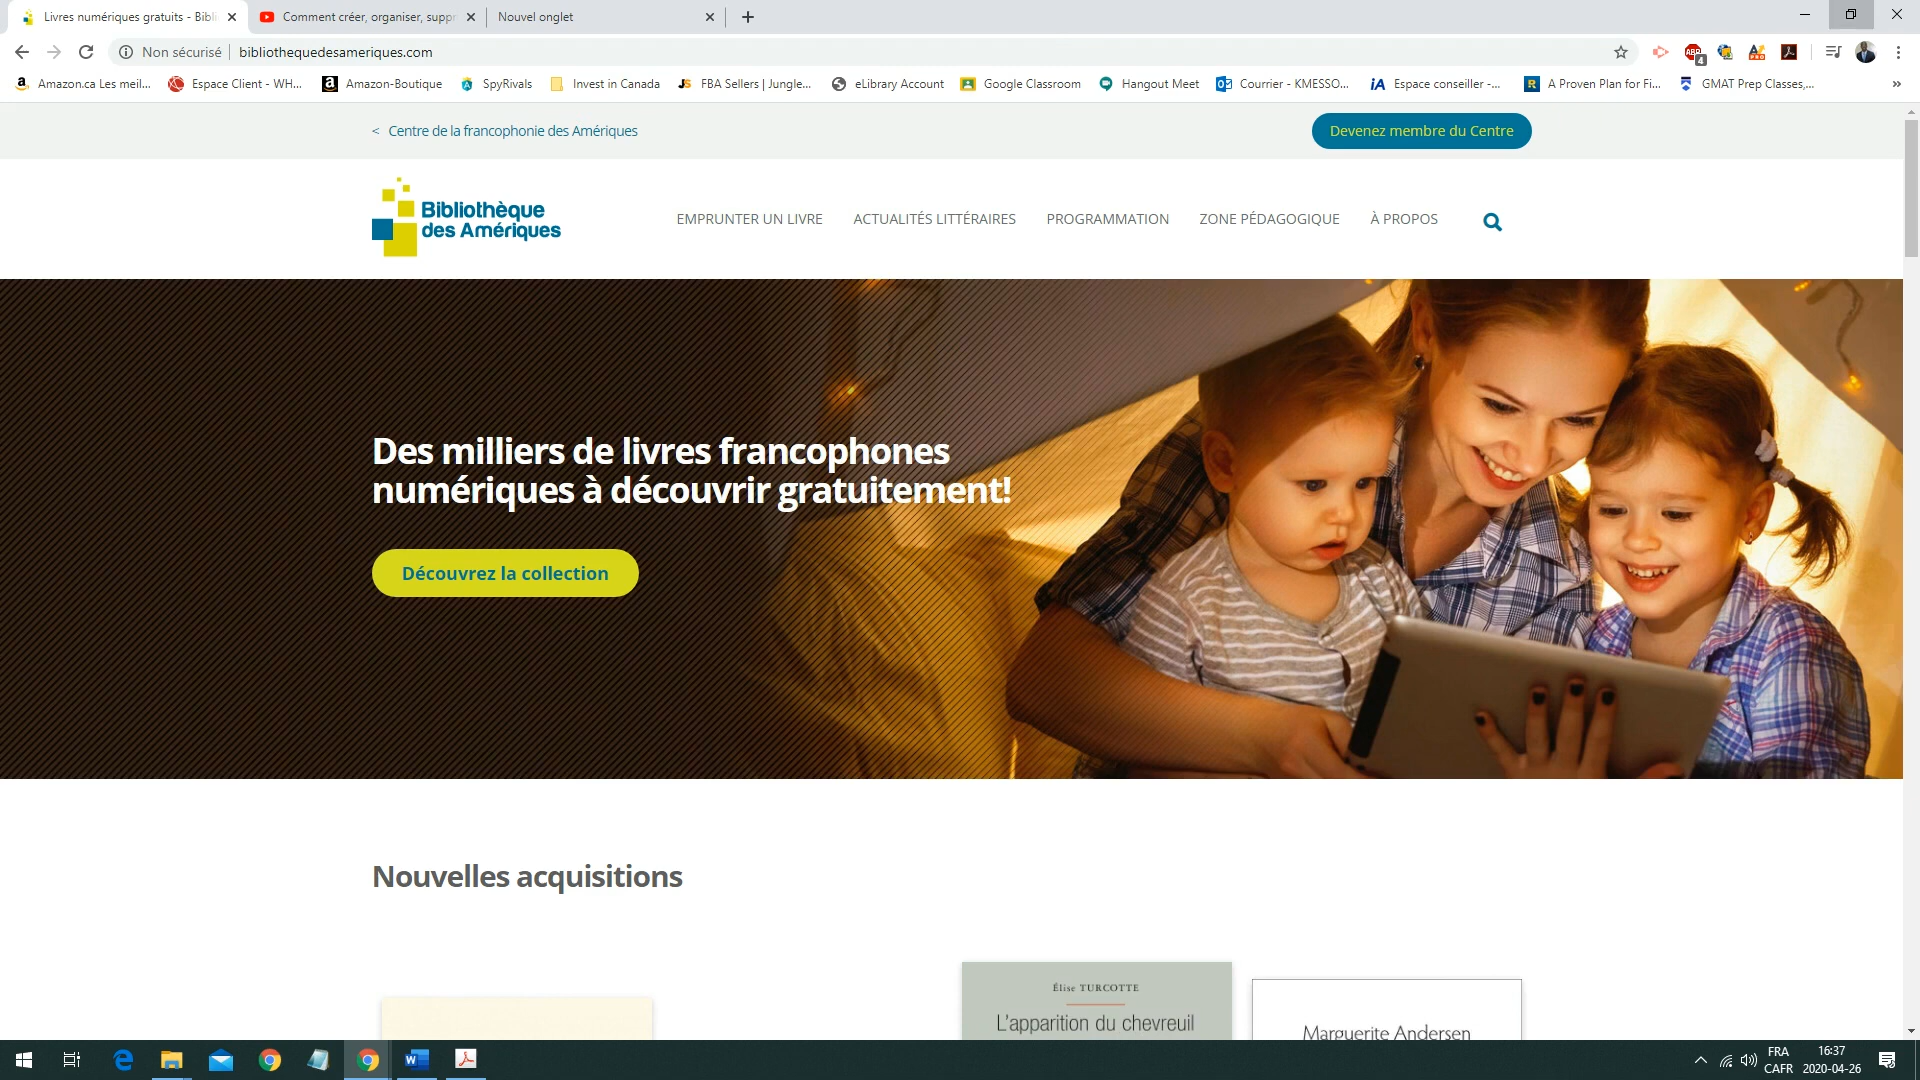 Livres numériques gratuits - Bibli
Comment créer, organiser, suppr
Nouvel onglet
Non sécurisé
bibliothequedesameriques.com
ABP
4
PRO
Amazon.ca Les meil...
Espace Client - WH...
Amazon-Boutique
SpyRivals
Invest in Canada
FBA Sellers | Jungle...
eLibrary Account
Google Classroom
Hangout Meet
Courrier - KMESSO...
Espace conseiller -...
A Proven Plan for Fi...
GMAT Prep Classes,...
< Centre de la francophonie des Amériques
Devenez membre du Centre
Bibliothèque
des Amériques
EMPRUNTER UN LIVRE
ACTUALITÉS LITTÉRAIRES
PROGRAMMATION
ZONE PÉDAGOGIQUE
À PROPOS
Des milliers de livres francophones
numériques à découvrir gratuitement!
Découvrez la collection
Nouvelles acquisitions
Élise TURCOTTE
L'apparition du chevreuil
Marguerite Andersen
FRA
CAFR
16:37
2020-04-26